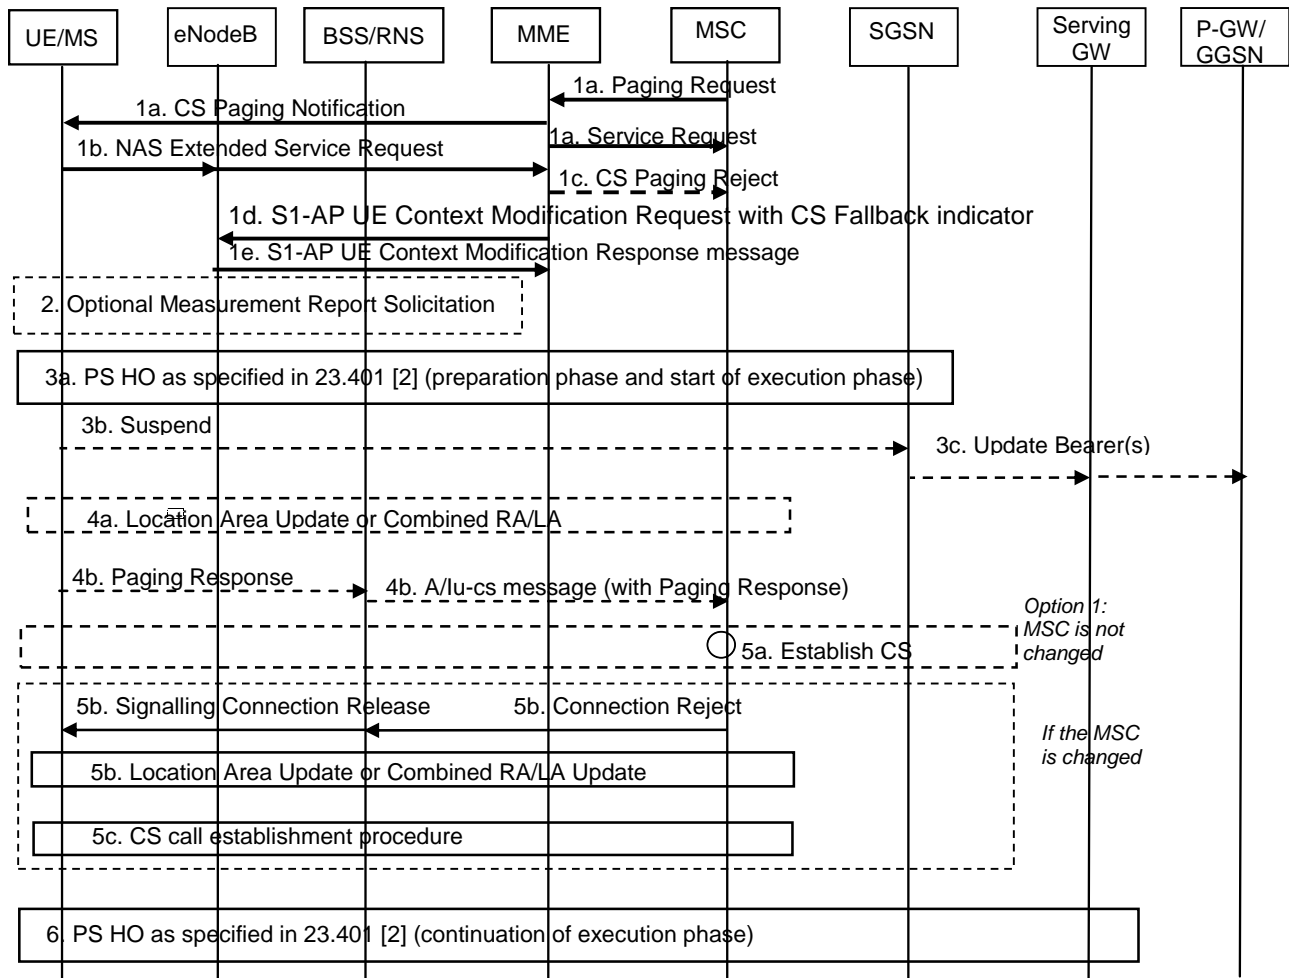 UE/MS
eNodeB
BSS/RNS
MME
MSC
SGSN
Serving
GW
P-GW/
GGSN
1a. Paging Request
1a. CS Paging Notification
1a. Service Request
1b. NAS Extended Service Request
1c. CS Paging Reject
1d. S1-AP UE Context Modification Request with CS Fallback indicator
1e. S1-AP UE Context Modification Response message
2. Optional Measurement Report Solicitation
3a. PS HO as specified in 23.401 [2] (preparation phase and start of execution phase)
3b. Suspend
3c. Update Bearer(s)
4a. Location Area Update or Combined RA/LA
4b. Paging Response
4b. A/Iu-cs message (with Paging Response)
Option 1:
MSC is not
changed
5a. Establish CS
5b. Signalling Connection Release
5b. Connection Reject
If the MSC
is changed
5b. Location Area Update or Combined RA/LA Update
5c. CS call establishment procedure
6. PS HO as specified in 23.401 [2] (continuation of execution phase)